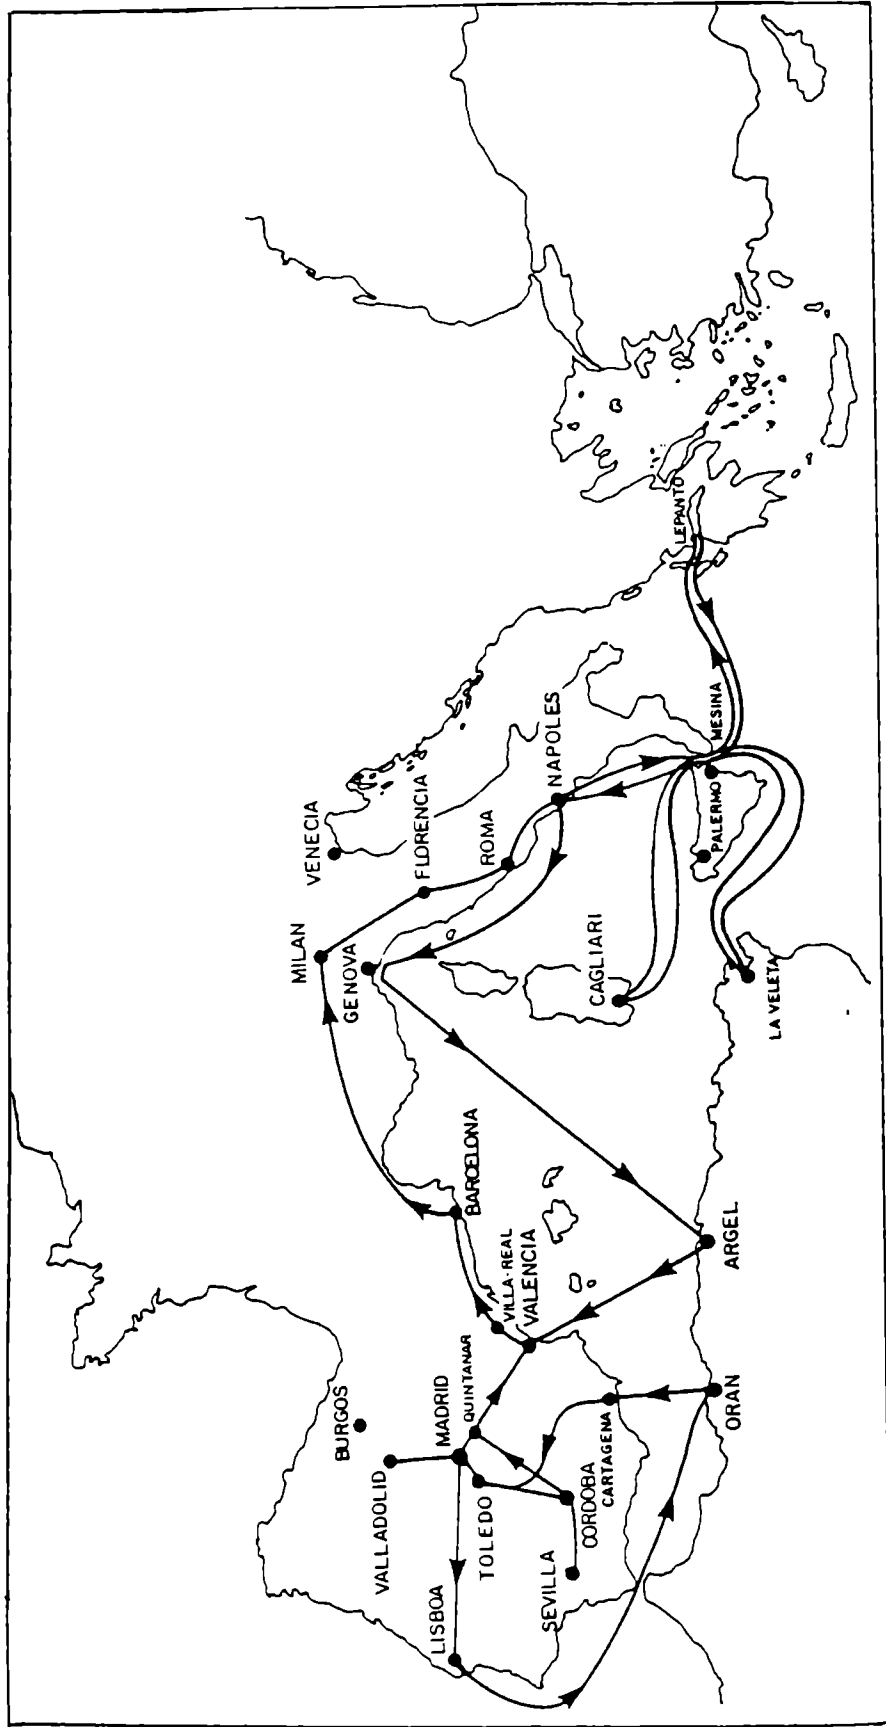 BURGOS
VALLADOLID
MADRID
QUINTANAR
TOLEDO
LISBOA
SEVILLA
CORDOBA
CARTAGENA
ORAN
VILLA-REAL
VALENCIA
BARCELONA
ARGEL.
MILAN
GENOVA
VENECIA
FLORENCIA
ROMA
NAPOLES
CAGLIARI
LA VELETA
PALERMO
MESINA
LEPANTO